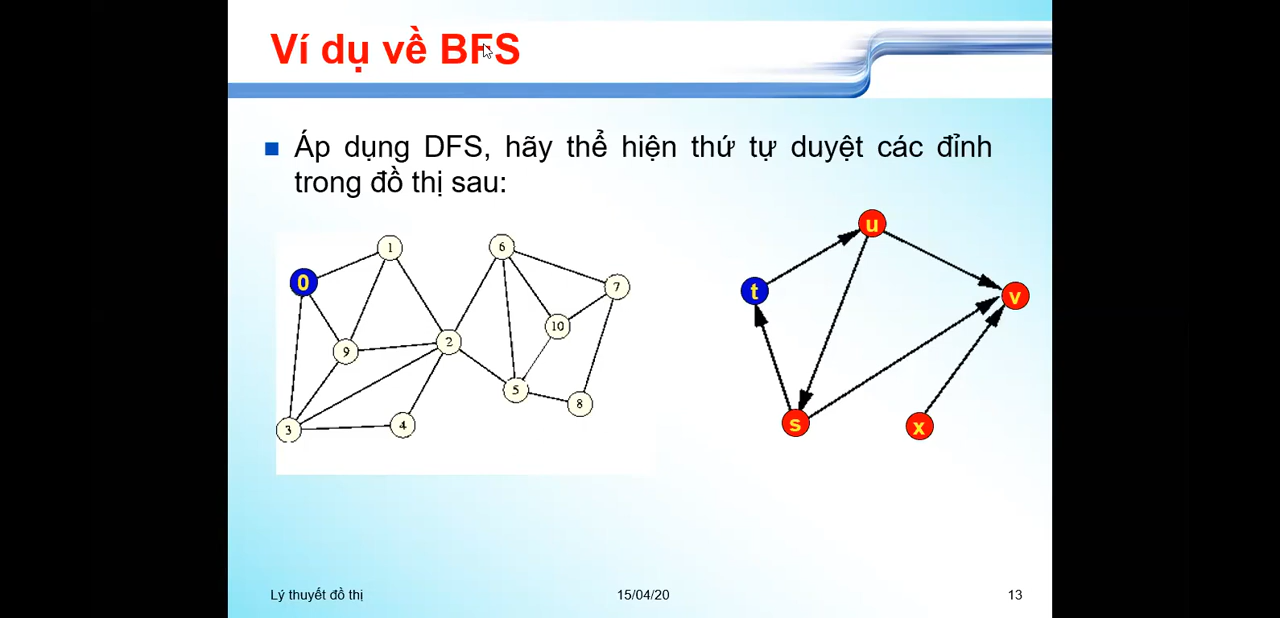 Ví dụ về BFS
Áp dụng DFS, hãy thể hiện thứ tự duyệt các đỉnh
trong đồ thị sau:
0
1
6
7
9
2
10
5
8
3
4
u
t
v
s
x
Lý thuyết đồ thị
15/04/20
13